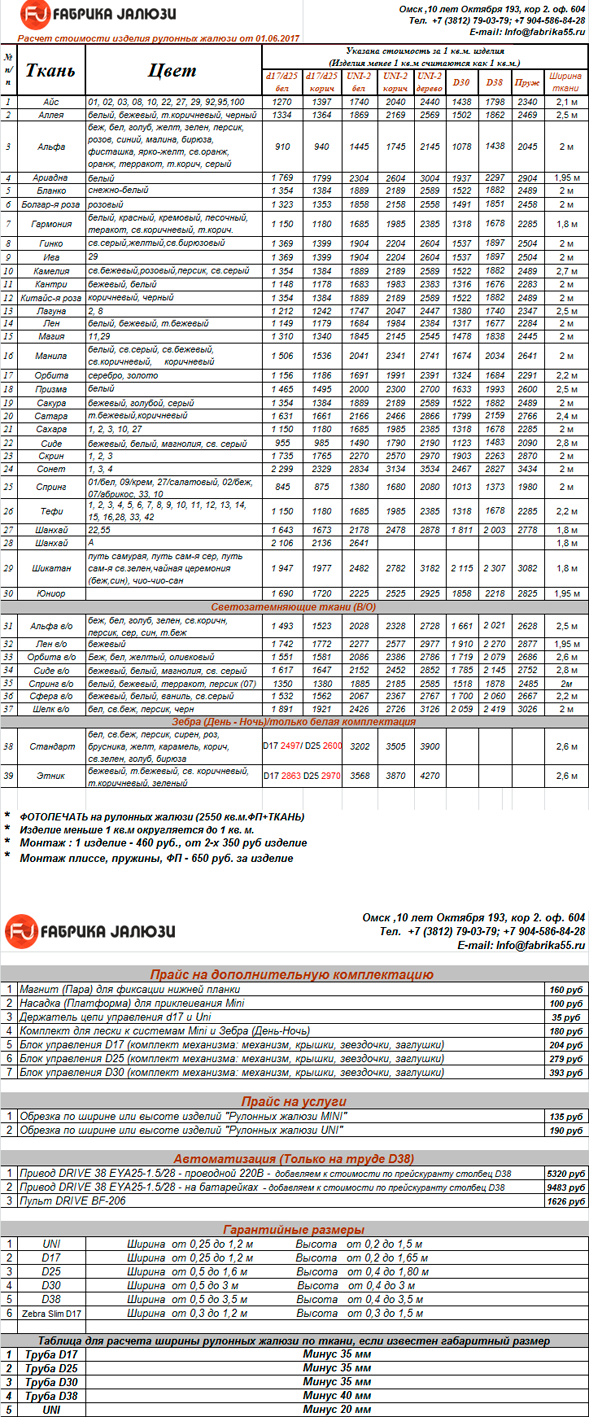 FU ФАБРИКА JАЛЮЗИ
Омск ,10 лет Октября 193, кор 2. оф. 604
Тел. +7 (3812) 79-03-79; +7 904-586-84-28
E-mail: Info@fabrika55.ru
Расчет стоимости изделия рулонных жалюзи от 01.06.2017
№ п/п Ткань Цвет Указана стоимость за 1 кв.м. изделия
(Изделия менее 1 кв.м считаются как 1 кв.м.)
d17/d25 бел d17/d25 корич UNI-2 бел UNI-2 корич UNI-2 дерево D30 D38 Пруж Ширина ткани
1 Айс 01, 02, 03, 08, 10, 22, 27, 29, 92,95,100 1270 1397 1740 2040 2440 1438 1798 2340 2,1 м
2 Аллея белый, бежевый, т.коричневый, черный 1334 1364 1869 2169 2569 1502 1862 2469 2,5 м
3 Альфа беж, бел, голуб, желт, зелен, персик,
розов, синий, малина, бирюза,
фисташка, ярко-желт, св.оранж,
оранж, терракот, т.корич, серый 910 940 1445 1745 2145 1078 1438 2045 2 м
4 Ариадна белый 1 769 1799 2304 2604 3004 1937 2297 2904 1,95 м
5 Бланко снежно-белый 1 354 1384 1889 2189 2589 1522 1882 2489 2 м
6 Болгар-я роза розовый 1 323 1353 1858 2158 2558 1491 1851 2458 2 м
7 Гармония белый, красный, кремовый, песочный,
теракот, св.коричневый, т.корич. 1 150 1180 1685 1985 2385 1318 1678 2285 1,8 м
8 Гинко св.серый,желтый,св.бирюзовый 1 369 1399 1904 2204 2604 1537 1897 2504 2 м
9 Ива 29 1 369 1399 1904 2204 2604 1537 1897 2504 2 м
10 Камелия св.бежевый,розовый,персик, св.серый 1 354 1384 1889 2189 2589 1522 1882 2489 2,7 м
11 Кантри бежевый, белый 1 148 1178 1683 1983 2383 1316 1676 2283 2 м
12 Китайс-я роза коричневый, черный 1 354 1384 1889 2189 2589 1522 1882 2489 2 м
13 Лагуна 2, 8 1 212 1242 1747 2047 2447 1380 1740 2347 2,5 м
14 Лен белый, бежевый, т.бежевый 1 149 1179 1684 1984 2384 1317 1677 2284 2 м
15 Магия 11,29 1 310 1340 1845 2145 2545 1478 1838 2445 2 м
16 Манила белый, св.серый, св.бежевый,
св.коричневый, коричневый 1 506 1536 2041 2341 2741 1674 2034 2641 2 м
17 Орбита серебро, золото 1 156 1186 1691 1991 2391 1324 1684 2291 2,2 м
18 Призма белый 1 465 1495 2000 2300 2700 1633 1993 2600 2,5 м
19 Сакура бежевый, голубой, серый 1 354 1384 1889 2189 2589 1522 1882 2489 2 м
20 Сатара т.бежевый,коричневый 1 631 1661 2166 2466 2866 1799 2159 2766 2,4 м
21 Сахара 1, 2, 3, 10, 27 1 150 1180 1685 1985 2385 1318 1678 2285 2 м
22 Сиде бежевый, белый, магнолия, св. серый 955 985 1490 1790 2190 1123 1483 2090 2,8 м
23 Скрин 1, 2, 3 1 735 1765 2270 2570 2970 1903 2263 2870 2 м
24 Сонет 1, 3, 4 2 299 2329 2834 3134 3534 2467 2827 3434 2 м
25 Спринг 01/бел, 09/крем, 27/салатовый, 02/беж,
07/абрикос, 33, 10 845 875 1380 1680 2080 1013 1373 1980 2 м
26 Тефи 1, 2, 3, 4, 5, 6, 7, 8, 9, 10, 11, 12, 13, 14,
15, 16,28, 33, 42 1 150 1180 1685 1985 2385 1318 1678 2285 2,2 м
27 Шанхай 22,55 1 643 1673 2178 2478 2878 1 811 2 003 2778 1,8 м
28 Шанхай А 2 106 2136 2641 1,8 м
29 Шикатан путь самурая, путь сам-я сер, путь
сам-я св.зелен,чайная церемония
(беж,син), чио-чио-сан 1 947 1977 2482 2782 3182 2 115 2 307 3082 1,8 м
30 Юниор 1 690 1720 2225 2525 2925 1858 2218 2825 1,95 м
Светозатемняющие ткани (В/О)
31 Альфа в/о беж, бел, голуб, зелен, св.коричн,
персик, сер, син, т.беж 1 493 1523 2028 2328 2728 1 661 2 021 2628 2,5 м
32 Лен в/о бежевый 1 742 1772 2277 2577 2977 1 910 2 270 2877 1,95 м
33 Орбита в/о Беж, бел, желтый, оливковый 1 551 1581 2086 2386 2786 1 719 2 079 2686 2,6 м
34 Сиде в/о бежевый, белый, магнолия, св. серый 1 617 1647 2152 2452 2852 1 785 2 145 2752 2,8 м
35 Спринг в/о белый, бежевый, терракот, персик (07) 1 350 1380 1885 2185 2585 1518 1878 2485 2м
36 Сфера в/о бежевый, белый, ваниль, св.серый 1 532 1562 2067 2367 2767 1 700 2 060 2667 2,2 м
37 Шелк в/о бел, св.беж, персик, черн 1 891 1921 2426 2726 3126 2 059 2 419 3026 2 м
Зебра (День - Ночь)/только белая комплектация
38 Стандарт бел, св.беж, персик, сирен, роз,
брусника, желт, карамель, корич,
св.зелен, голуб, бирюза D17 2497/ D25 2600 3202 3505 3900 2,6 м
39 Этник бежевый, т.бежевый, св. коричневый,
т.коричневый, зеленый D17 2863 D25 2970 3568 3870 4270 2,6 м
* ФОТОПЕЧАТЬ на рулонных жалюзи (2550 кв.м.ФП+ТКАНЬ)
* Изделие меньше 1 кв.м округляется до 1 кв. м.
* Монтаж : 1 изделие - 460 руб., от 2-х 350 руб изделие
* Монтаж плиссе, пружины, ФП - 650 руб. за изделие
FU ФАБРИКА JАЛЮЗИ
Омск ,10 лет Октября 193, кор 2. оф. 604
Тел. +7 (3812) 79-03-79; +7 904-586-84-28
E-mail: Info@fabrika55.ru
Прайс на дополнительную комплектацию
1 Магнит (Пара) для фиксации нижней планки 160 руб
2 Насадка (Платформа) для приклеивания Mini 100 руб
3 Держатель цепи управления d17 и Uni 35 руб
4 Комплект для лески к системам Mini и Зебра (День-Ночь) 180 руб
5 Блок управления D17 (комплект механизма: механизм, крышки, звездочки, заглушки) 204 руб
6 Блок управления D25 (комплект механизма: механизм, крышки, звездочки, заглушки) 279 руб
7 Блок управления D30 (комплект механизма: механизм, крышки, звездочки, заглушки) 393 руб
Прайс на услуги
1 Обрезка по ширине или высоте изделий "Рулонных жалюзи MINI" 135 руб
2 Обрезка по ширине или высоте изделий "Рулонных жалюзи UNI" 190 руб
Автоматизация (Только на трубе D38)
1 Привод DRIVE 38 EYA25-1.5/28 - проводной 220В - добавляем к стоимости по прейскуранту столбец D38 5320 руб
2 Привод DRIVE 38 EYA25-1.5/28 - на батарейках - добавляем к стоимости по прейскуранту столбец D38 9483 руб
3 Пульт DRIVE BF-206 1626 руб
Гарантийные размеры
1 UNI Ширина от 0,25 до 1,2 м Высота от 0,2 до 1,5 м
2 D17 Ширина от 0,25 до 1,2 м Высота от 0,2 до 1,65 м
3 D25 Ширина от 0,5 до 1,6 м Высота от 0,4 до 1,80 м
4 D30 Ширина от 0,5 до 3 м Высота от 0,4 до 3 м
5 D38 Ширина от 0,5 до 3,5 м Высота от 0,4 до 3,5 м
6 Zebra Slim D17 Ширина от 0,3 до 1,2 м Высота от 0,3 до 1,5 м
Таблица для расчета ширины рулонных жалюзи по ткани, если известен габаритный размер
1 Труба D17 Минус 35 мм
2 Труба D25 Минус 35 мм
3 Труба D30 Минус 35 мм
4 Труба D38 Минус 40 мм
5 UNI Минус 20 мм